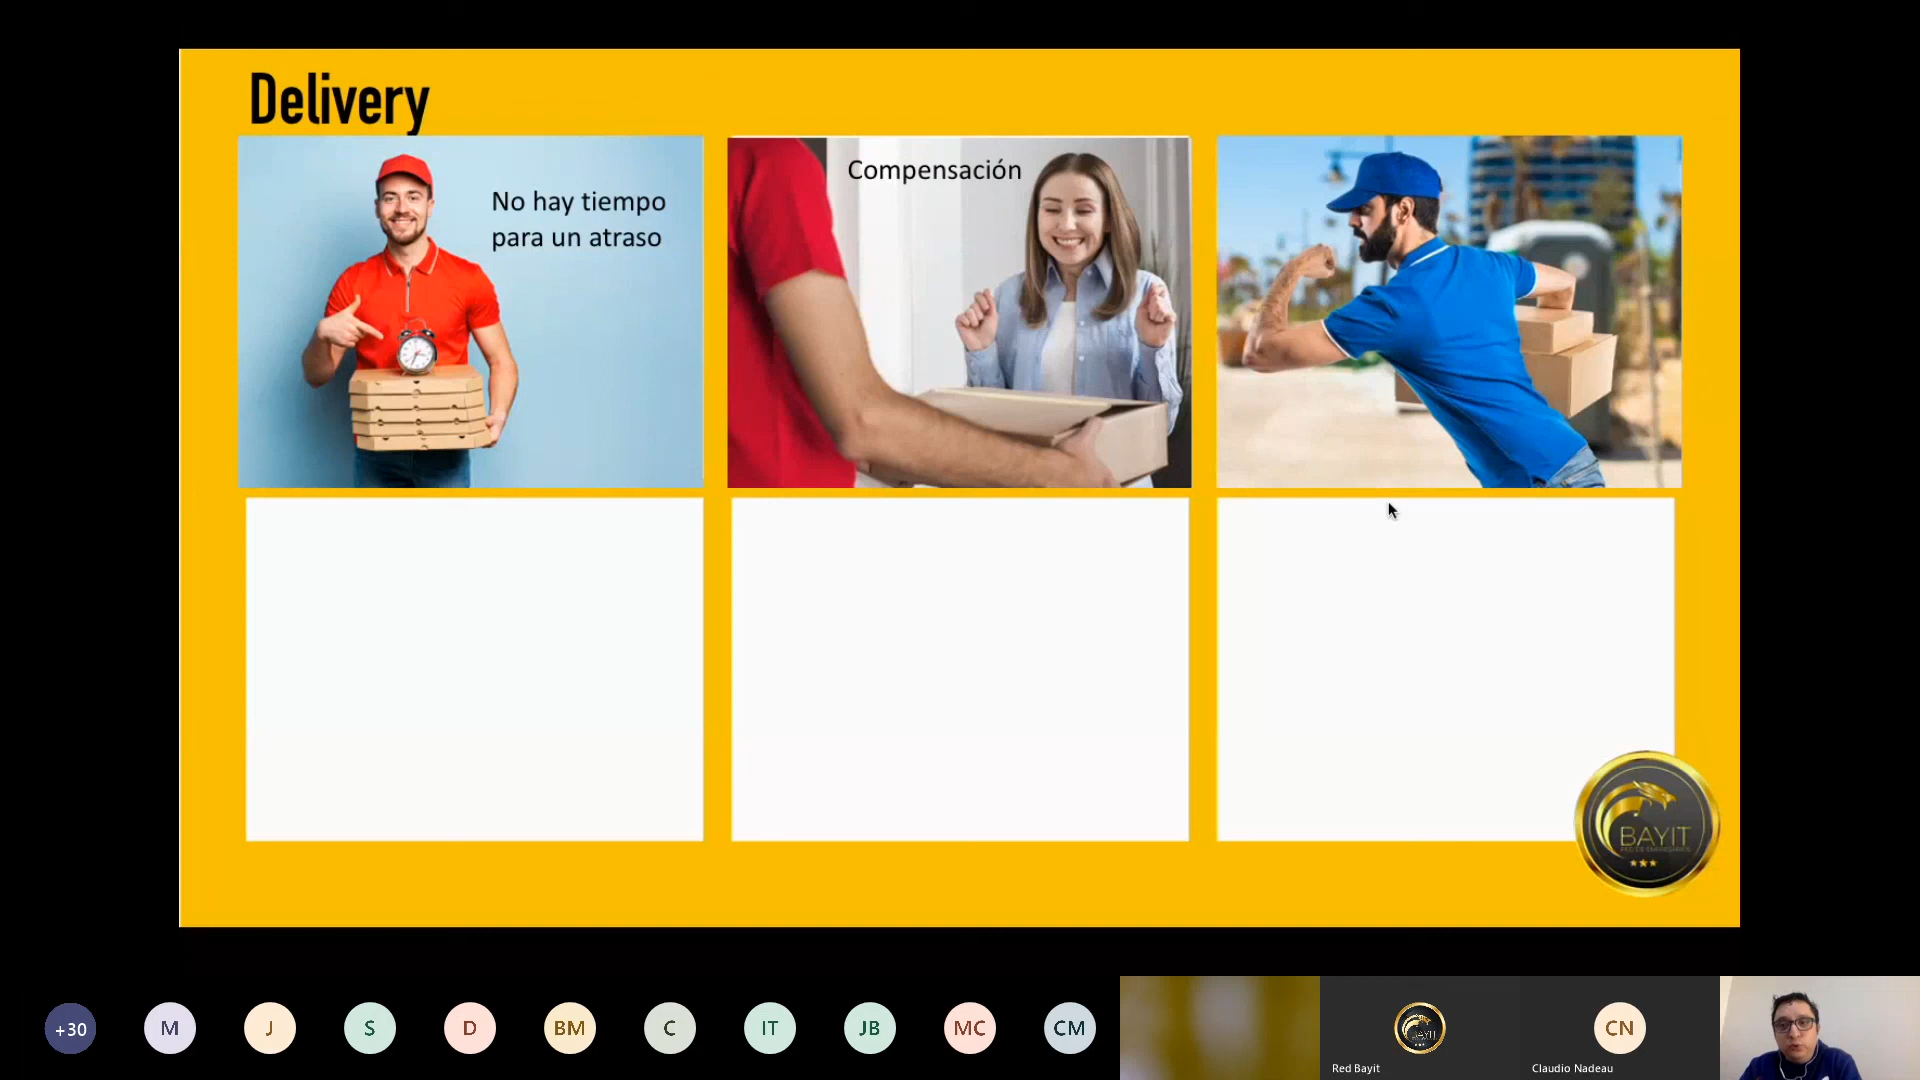 Delivery
No hay tiempo
para un atraso
Compensación
BAYIT
+30
M
J
S
D
BM
C
IT
JB
MC
CM
BAYIT
Red Bayit
CN
Claudio Nadeau